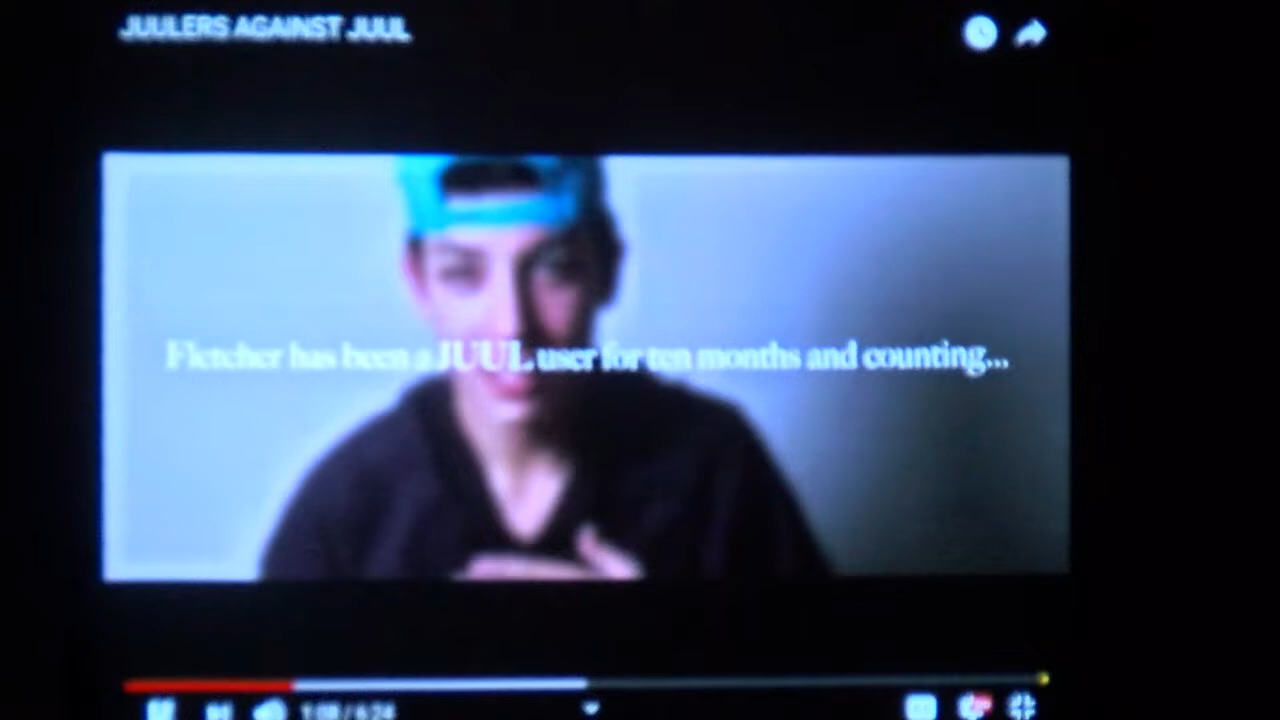 JUULERS AGAINST JUUL
Fletcher has been a JUUL user for ten months and counting...
1:08 / 6:24